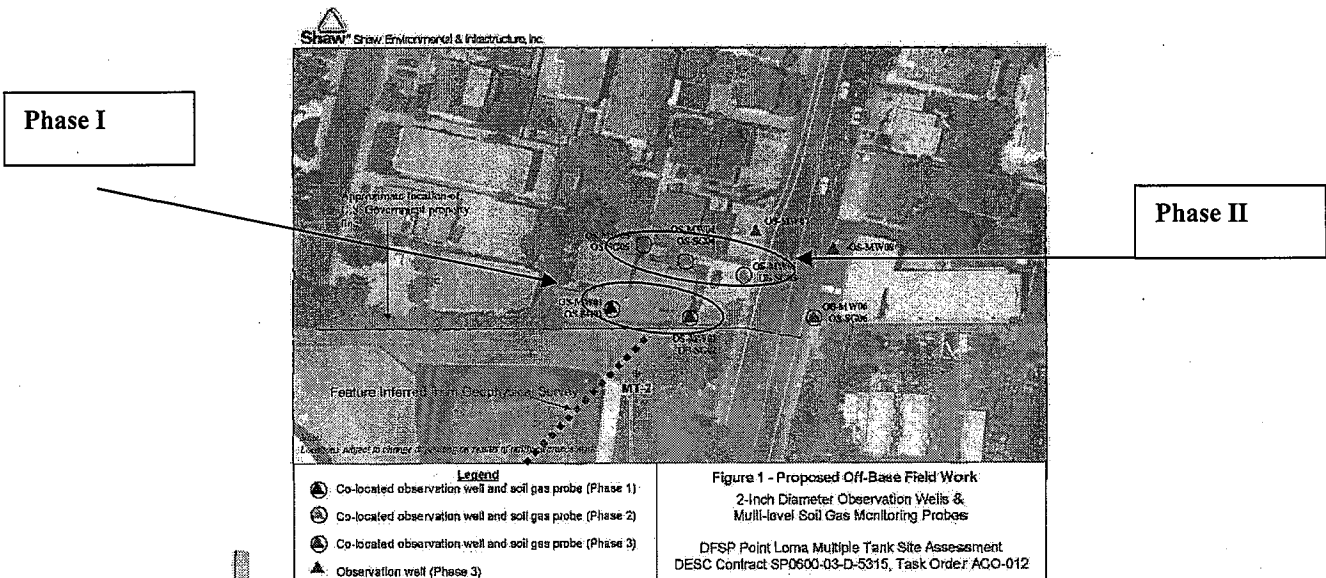 Shaw® Shaw Environmental & Infrastructure, Inc.
Phase I
Phase II
Approximate location of
Government property
OS-MW04
OS-SG04
OS-MW08
OS-SG05
OS-MW06
OS-SG06
OS-MW01
MT-2
Feature Inferred from Geophysical Survey
Legend
Co-located observation well and soil gas probe (Phase 1)
Co-located observation well and soil gas probe (Phase 2)
Co-located observation well and soil gas probe (Phase 3)
Observation well (Phase 3)
Figure 1 - Proposed Off-Base Field Work
2-Inch Diameter Observation Wells &
Multi-level Soil Gas Monitoring Probes
DFSP Point Loma Multiple Tank Site Assessment
DESC Contract SP0600-03-D-5315, Task Order ACO-012